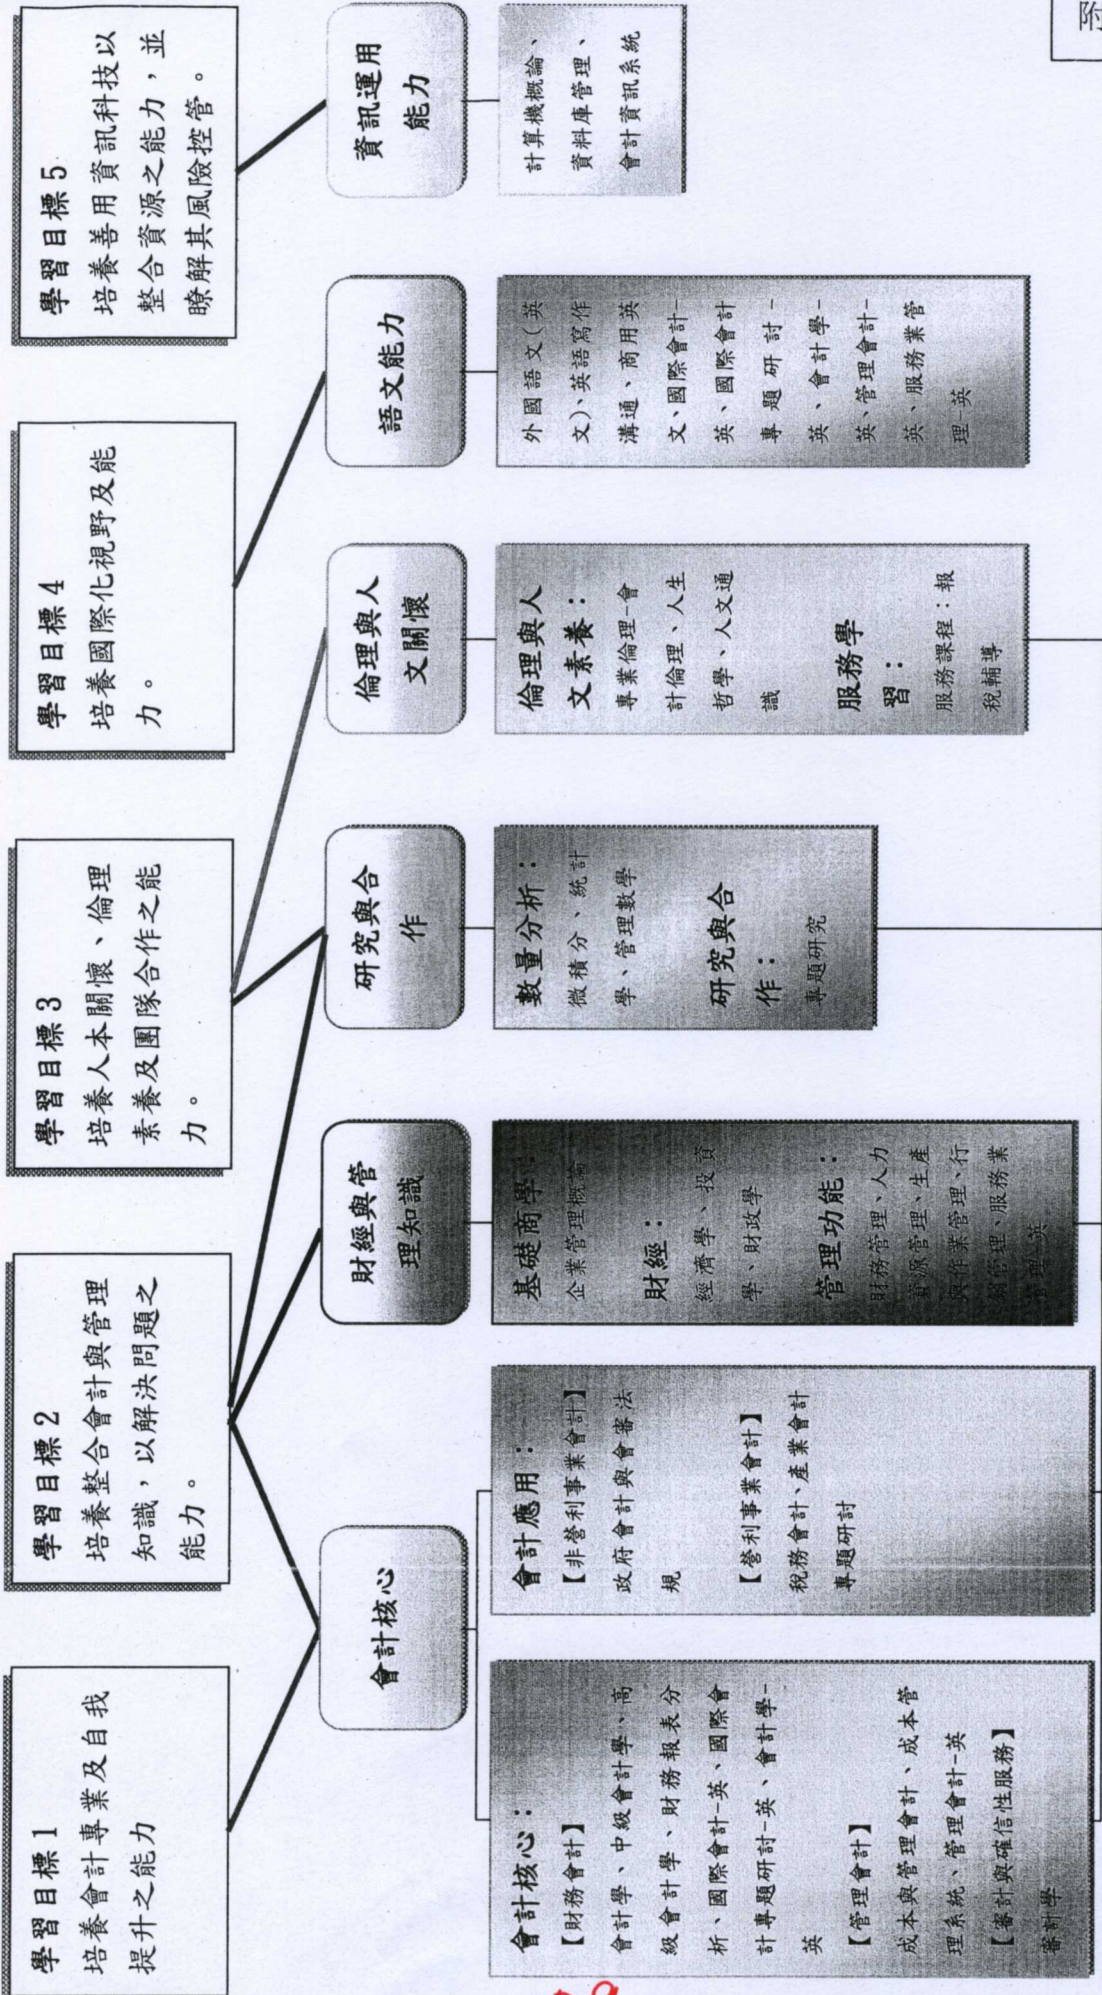 學習目標 1
培養會計專業及自我
提升之能力
學習目標 2
培養整合會計與管理
知識，以解決問題之
能力。
學習目標 3
培養人本關懷、倫理
素養及團隊合作之能
力。
學習目標 4
培養國際化視野及能
力。
學習目標 5
培養善用資訊科技以
整合資源之能力，並
瞭解其風險控管。
會計核心
財經與管
理知識
研究與合
作
倫理與人
文關懷
語文能力
資訊運用
能力
會計核心：
【財務會計】
會計學、中級會計學、高
級會計學、財務報表分
析、國際會計-英、國際會
計專題研討-英、會計學-
英
【管理會計】
成本與管理會計、成本管
理系統、管理會計-英
【審計與確信性服務】
審計學
會計應用：
【非營利事業會計】
政府會計與會審法
規
【營利事業會計】
稅務會計、產業會計
專題研討
基礎商學：
企業管理概論
財經：
經濟學、投資
學、財政學
管理功能：
財務管理、人力
資源管理、生產
與作業管理、行
銷管理、服務業
管理-英
數量分析：
微積分、統計
學、管理數學
研究與合
作：
專題研究
倫理與人
文素養：
專業倫理-會
計倫理、人生
哲學、人文通
識
服務學
習：
服務課程：報
稅輔導
外國語文(英
文)、英語寫作
溝通、商用英
文、國際會計-
英、國際會計
專題研討-
英、會計學-
英、管理會計-
英、服務業管
理-英
計算機概論、
資料庫管理、
會計資訊系統